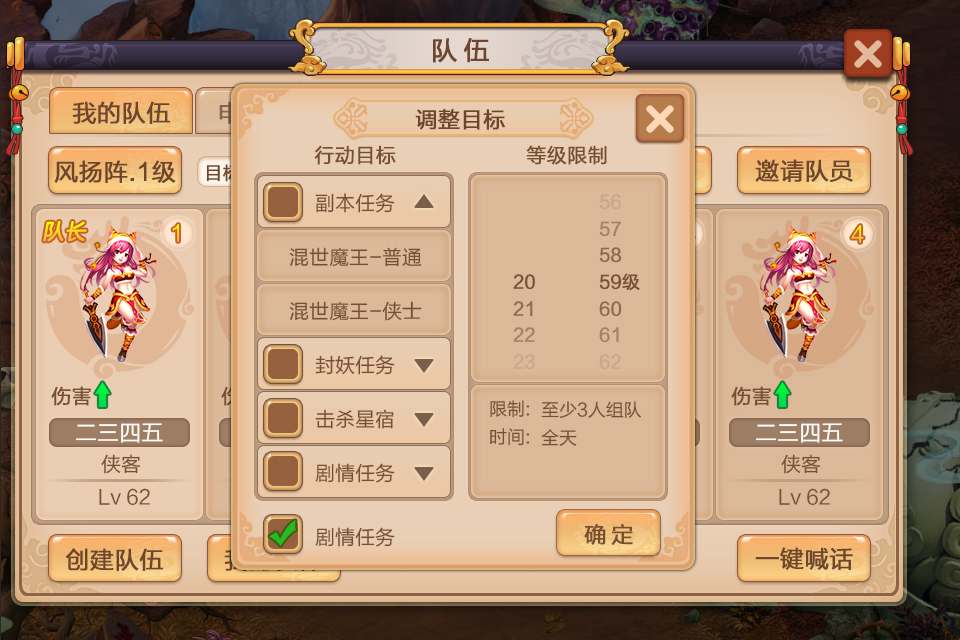 队伍
我的队伍
申
调整目标
风扬阵.1级
目标
邀请队员
行动目标
等级限制
副本任务
混世魔王-普通
混世魔王-侠士
封妖任务
击杀星宿
剧情任务
剧情任务
56
57
58
20 59级
21 60
22 61
23 62
限制: 至少3人组队
时间: 全天
确定
队长 1
伤害
二三四五
侠客
Lv 62
4
伤害
二三四五
侠客
Lv 62
创建队伍
一键喊话